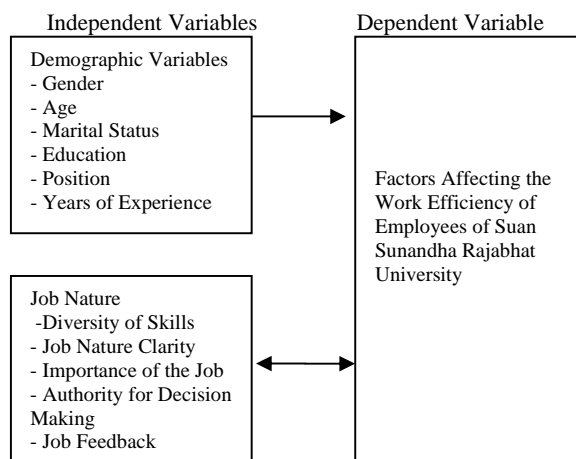 Independent Variables
Dependent Variable
Demographic Variables
- Gender
- Age
- Marital Status
- Education
- Position
- Years of Experience
Factors Affecting the
Work Efficiency of
Employees of Suan
Sunandha Rajabhat
University
Job Nature
-Diversity of Skills
- Job Nature Clarity
- Importance of the Job
- Authority for Decision
Making
- Job Feedback